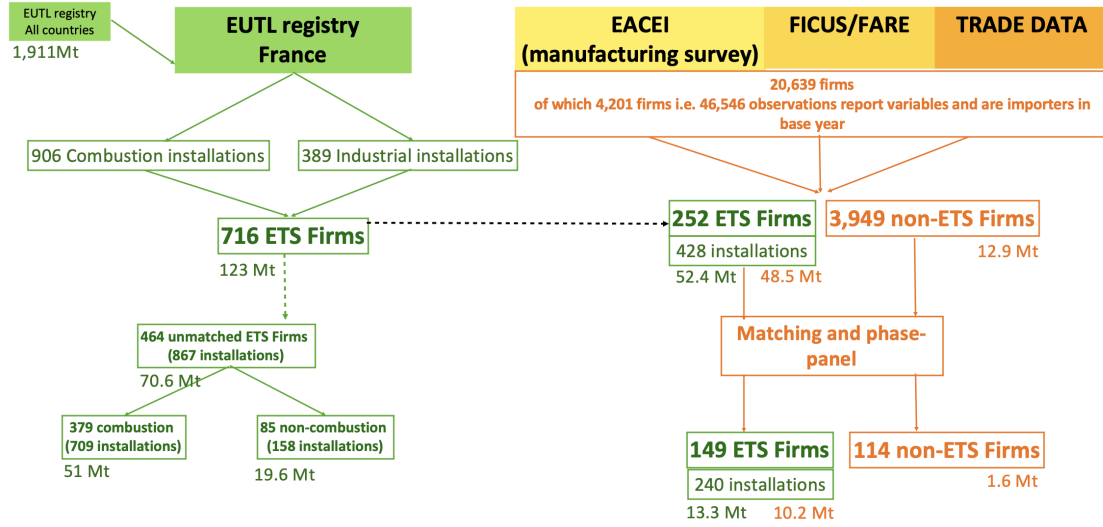 EUTL registry
All countries
1,911Mt
EUTL registry
France
EACEI
(manufacturing survey)
FICUS/FARE
TRADE DATA
20,639 firms
of which 4,201 firms i.e. 46,546 observations report variables and are importers in
base year
906 Combustion installations
389 Industrial installations
716 ETS Firms
123 Mt
252 ETS Firms
428 installations
52.4 Mt
48.5 Mt
3,949 non-ETS Firms
12.9 Mt
464 unmatched ETS Firms
(867 installations)
70.6 Mt
Matching and phase-
panel
379 combustion
(709 installations)
51 Mt
85 non-combustion
(158 installations)
19.6 Mt
149 ETS Firms
240 installations
13.3 Mt
10.2 Mt
114 non-ETS Firms
1.6 Mt